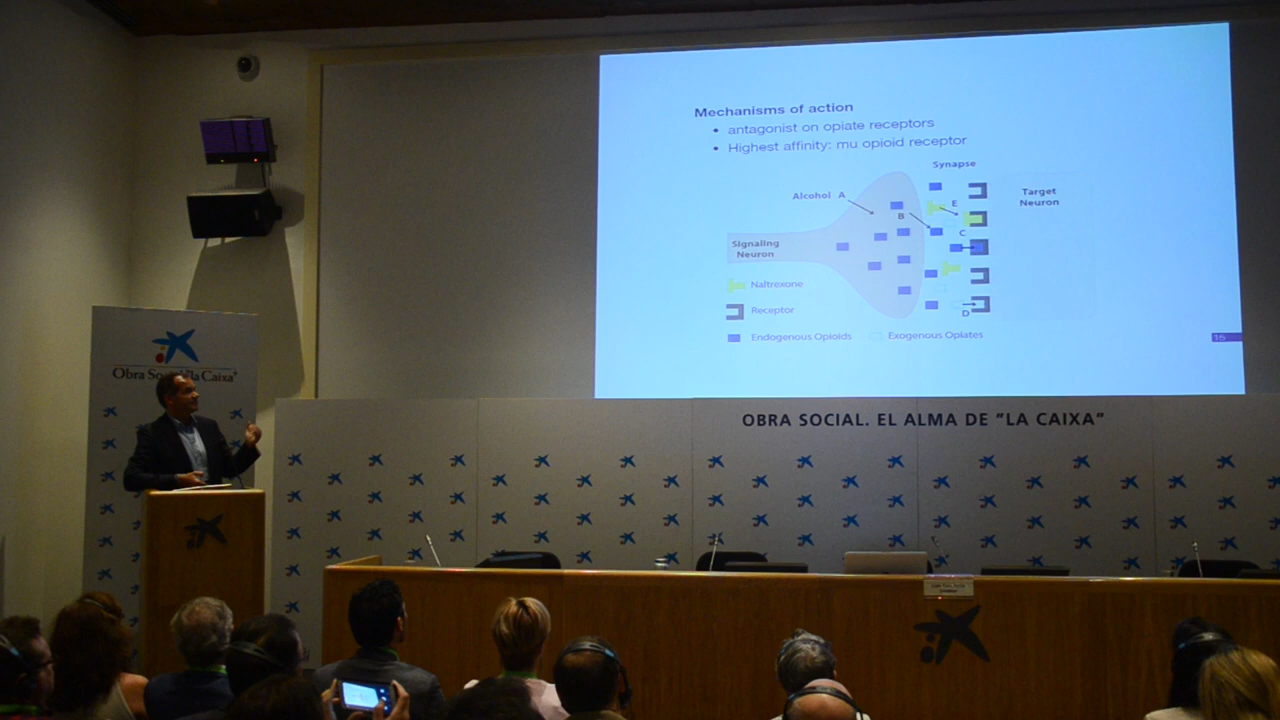 Mechanisms of action
• antagonist on opiate receptors
• Highest affinity: mu opioid receptor
Synapse
Alcohol A
B
E
C
D
Target
Neuron
Signaling
Neuron
Naltrexone
Receptor
Endogenous Opioids
Exogenous Opiates
15
Obra Social "la Caixa"
OBRA SOCIAL. EL ALMA DE "LA CAIXA"